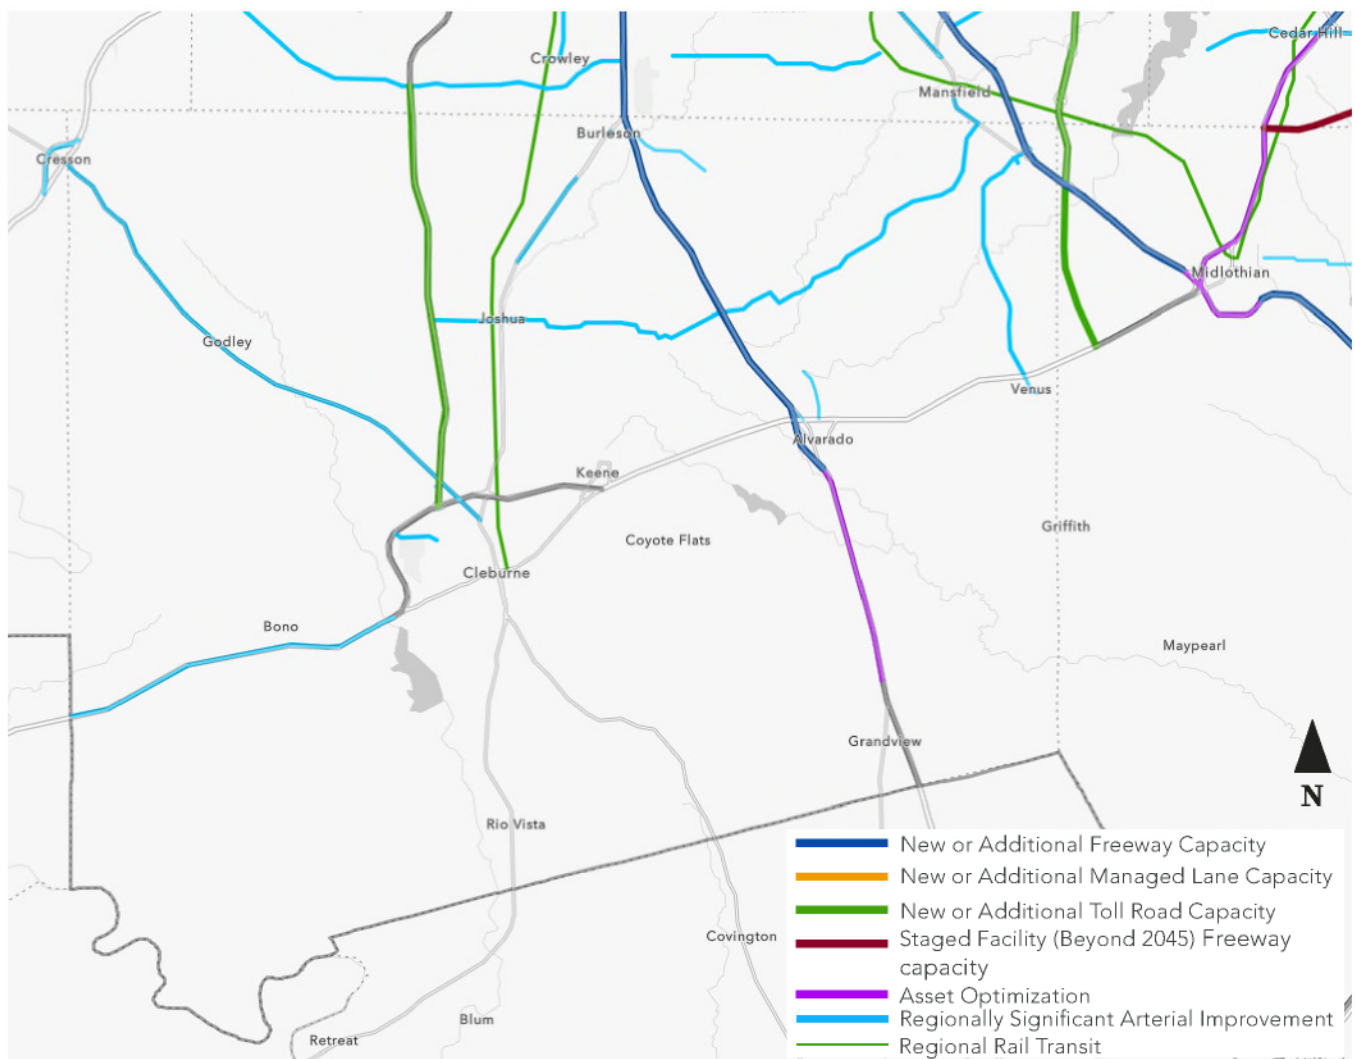 Cedar Hill
Crowley
Mansfield
Burleson
Cresson
Midlothian
Joshua
Godley
Venus
Alvarado
Keene
Griffith
Coyote Flats
Cleburne
Bono
Maypearl
Grandview
N
Rio Vista
New or Additional Freeway Capacity
New or Additional Managed Lane Capacity
New or Additional Toll Road Capacity
Staged Facility (Beyond 2045) Freeway
capacity
Covington
Asset Optimization
Regionally Significant Arterial Improvement
Blum
Retreat
Regional Rail Transit